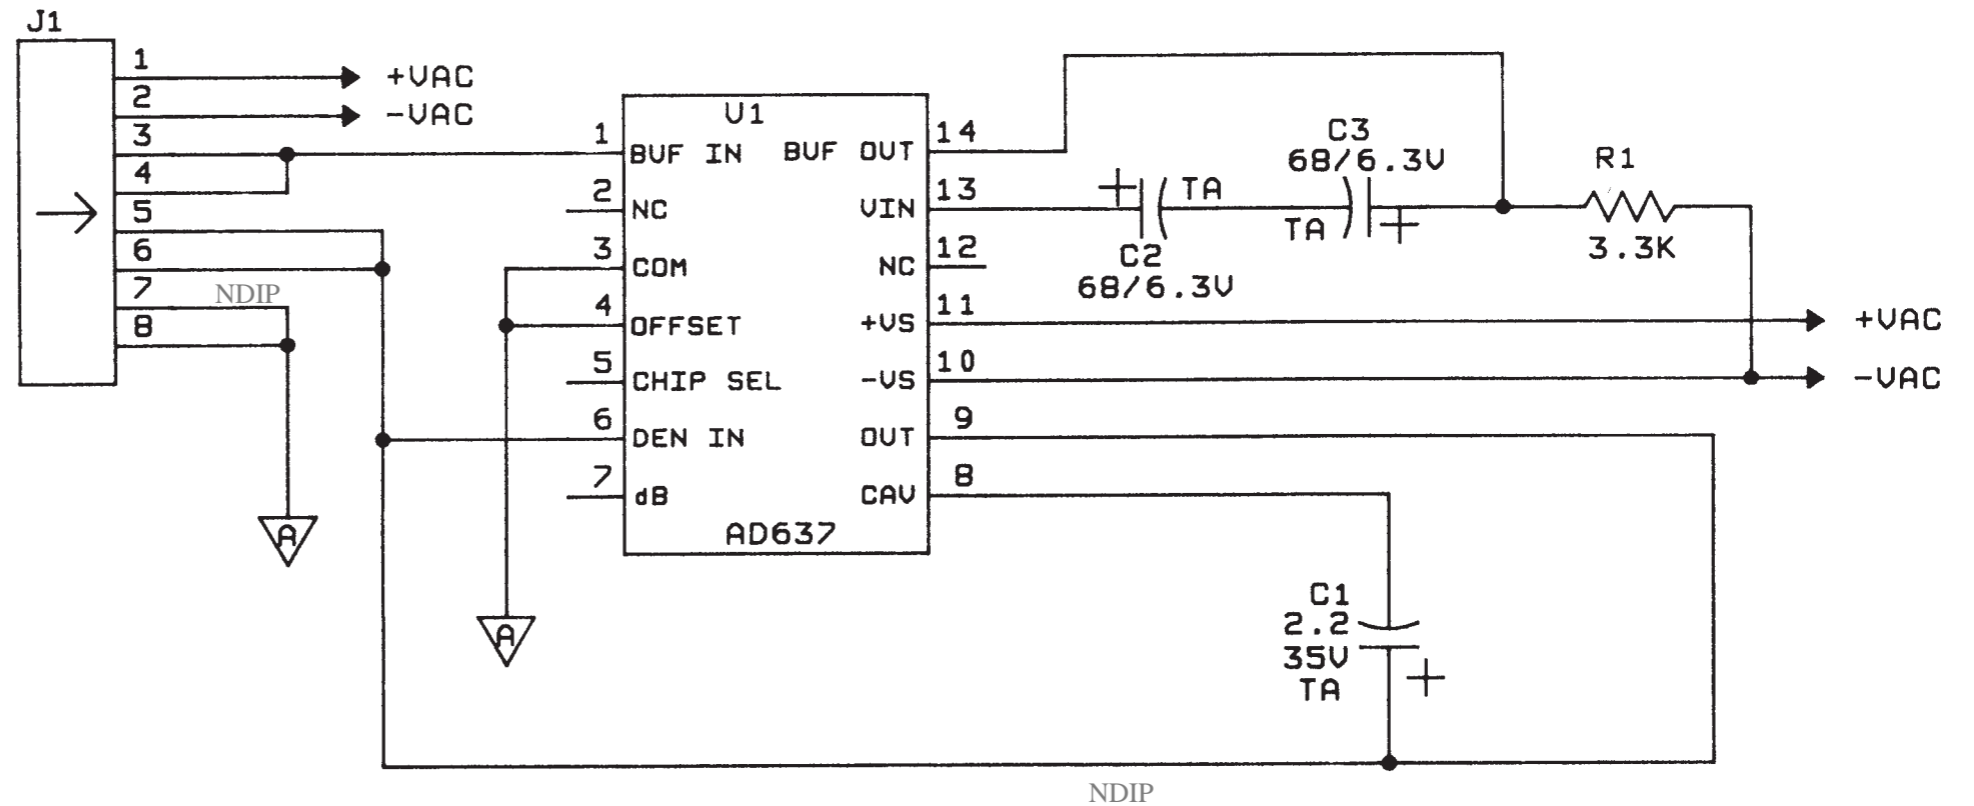 J1
1
+VAC
2
-VAC
3
4
5
6
NDIP
7
8
A
A
U1
1
BUF IN
BUF OUT
14
2
NC
VIN
13
3
COM
NC
12
4
OFFSET
+VS
11
5
CHIP SEL
-VS
10
6
DEN IN
OUT
9
7
dB
CAV
8
AD637
+
TA
C2
68/6.3V
C3
68/6.3V
TA
+
R1
3.3K
+VAC
-VAC
C1
2.2
35V
TA
+
NDIP